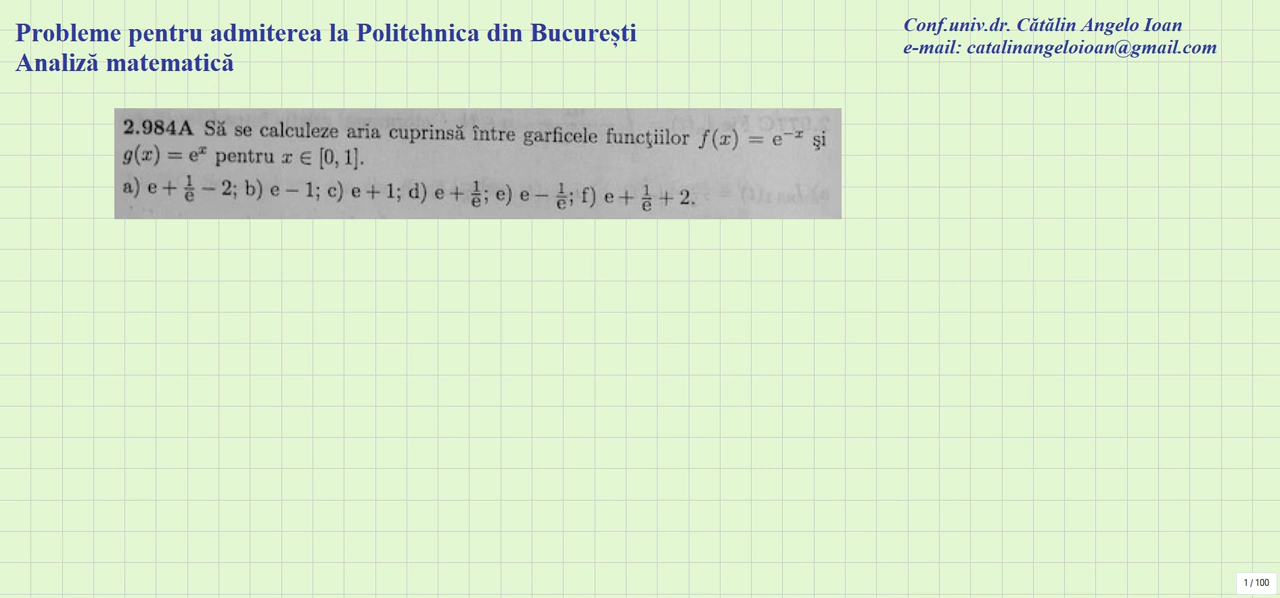 Probleme pentru admiterea la Politehnica din București
Analiză matematică
Conf.univ.dr. Cătălin Angelo Ioan
e-mail: catalinangeloioan@gmail.com
2.984A Să se calculeze aria cuprinsă între garficele funcţiilor f(x) = e⁻ˣ şi
g(x) = eˣ pentru x ∈ [0, 1].
a) e + 1/e − 2; b) e − 1; c) e + 1; d) e + 1/e; e) e − 1/e; f) e + 1/e + 2.
1 / 100